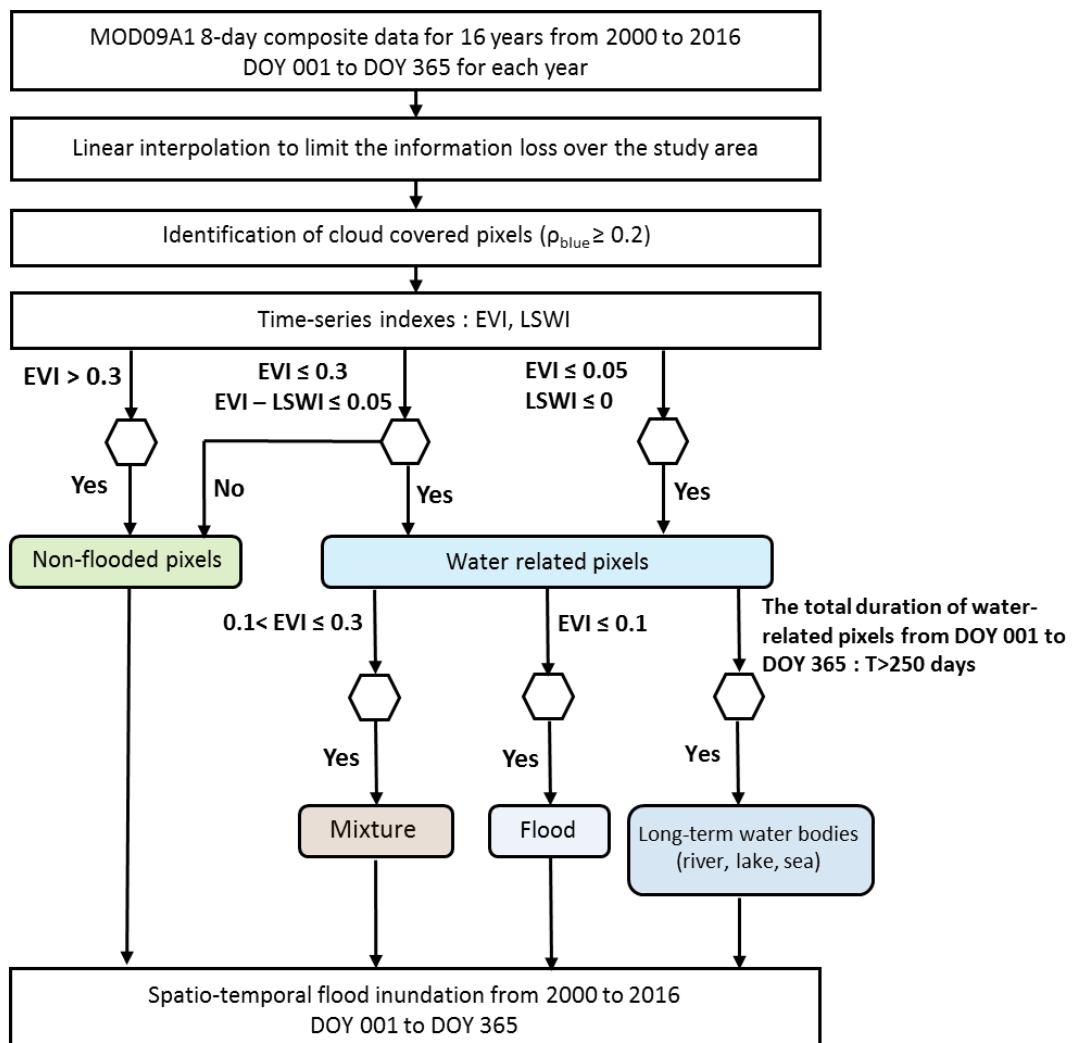 MOD09A1 8-day composite data for 16 years from 2000 to 2016
DOY 001 to DOY 365 for each year
Linear interpolation to limit the information loss over the study area
Identification of cloud covered pixels (ρblue ≥ 0.2)
Time-series indexes : EVI, LSWI
EVI > 0.3
EVI ≤ 0.3
EVI – LSWI ≤ 0.05
EVI ≤ 0.05
LSWI ≤ 0
Yes
No
Yes
Yes
Non-flooded pixels
Water related pixels
0.1< EVI ≤ 0.3
EVI ≤ 0.1
The total duration of water-
related pixels from DOY 001 to
DOY 365 : T>250 days
Yes
Yes
Yes
Mixture
Flood
Long-term water bodies
(river, lake, sea)
Spatio-temporal flood inundation from 2000 to 2016
DOY 001 to DOY 365